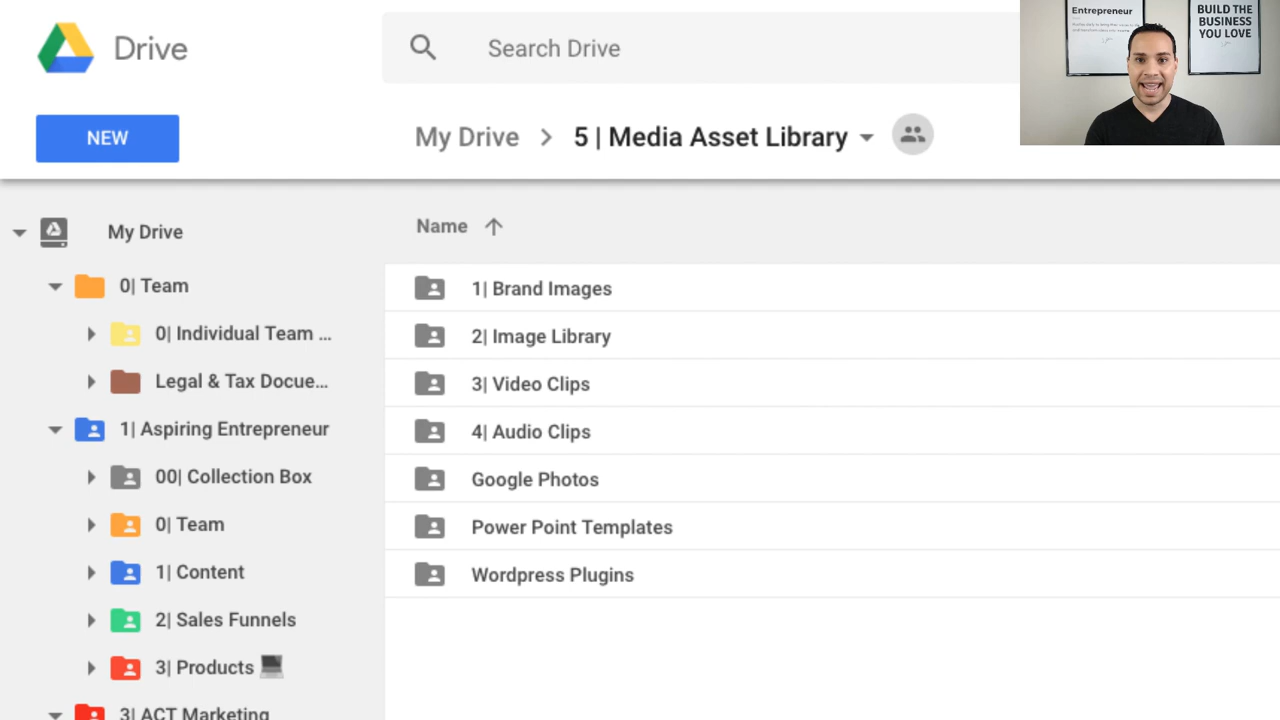 Drive
Search Drive
Entrepreneur
BUILD THE
BUSINESS
YOU LOVE
NEW
My Drive > 5 | Media Asset Library
My Drive
0| Team
0| Individual Team ...
Legal & Tax Docue...
1| Aspiring Entrepreneur
00| Collection Box
0| Team
1| Content
2| Sales Funnels
3| Products
3| ACT Marketing
Name
1| Brand Images
2| Image Library
3| Video Clips
4| Audio Clips
Google Photos
Power Point Templates
Wordpress Plugins